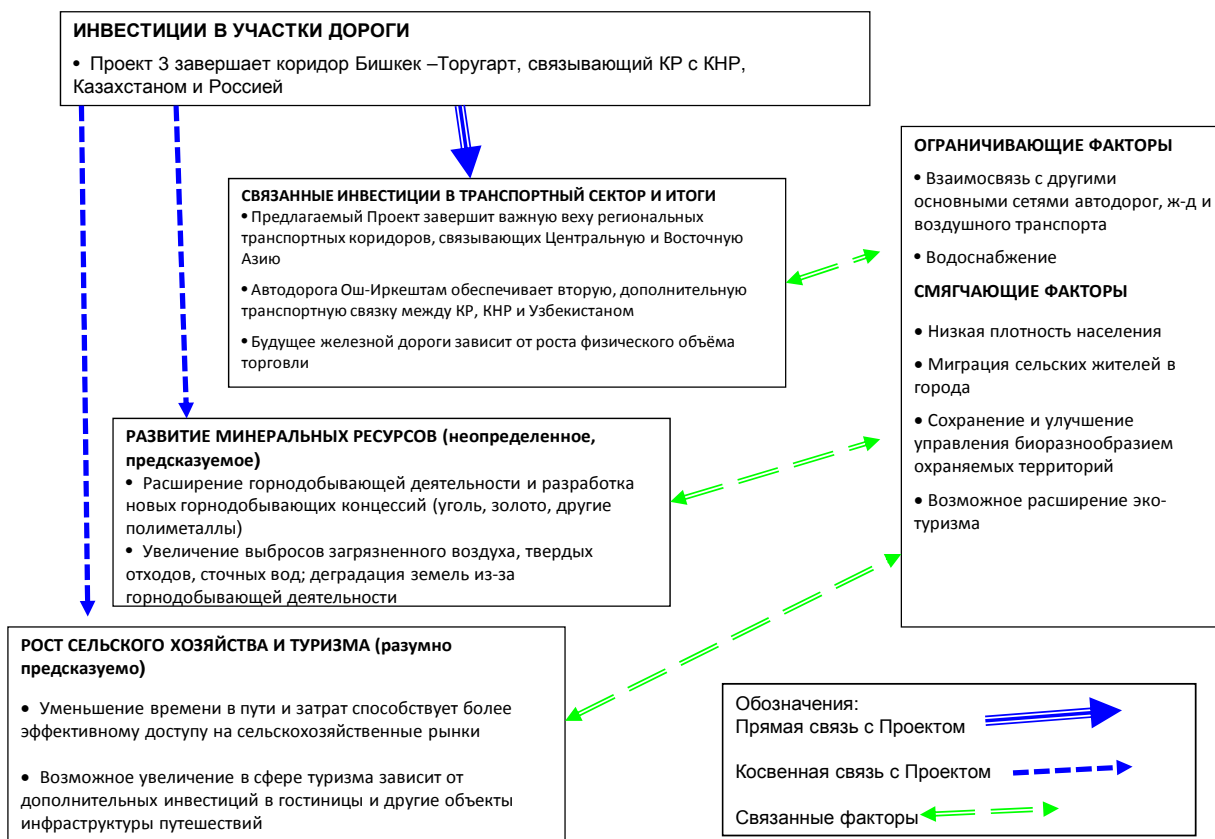 ИНВЕСТИЦИИ В УЧАСТКИ ДОРОГИ
• Проект 3 завершает коридор Бишкек –Торугарт, связывающий КР с КНР,
Казахстаном и Россией
СВЯЗАННЫЕ ИНВЕСТИЦИИ В ТРАНСПОРТНЫЙ СЕКТОР И ИТОГИ
• Предлагаемый Проект завершит важную веху региональных
транспортных коридоров, связывающих Центральную и Восточную
Азию
• Автодорога Ош-Иркештам обеспечивает вторую, дополнительную
транспортную связку между КР, КНР и Узбекистаном
• Будущее железной дороги зависит от роста физического объёма
торговли
РАЗВИТИЕ МИНЕРАЛЬНЫХ РЕСУРСОВ (неопределенное,
предсказуемое)
• Расширение горнодобывающей деятельности и разработка
новых горнодобывающих концессий (уголь, золото, другие
полиметаллы)
• Увеличение выбросов загрязненного воздуха, твердых
отходов, сточных вод; деградация земель из-за
горнодобывающей деятельности
РОСТ СЕЛЬСКОГО ХОЗЯЙСТВА И ТУРИЗМА (разумно
предсказуемо)
• Уменьшение времени в пути и затрат способствует более
эффективному доступу на сельскохозяйственные рынки
• Возможное увеличение в сфере туризма зависит от
дополнительных инвестиций в гостиницы и другие объекты
инфраструктуры путешествий
ОГРАНИЧИВАЮЩИЕ ФАКТОРЫ
• Взаимосвязь с другими
основными сетями автодорог, ж-д и
воздушного транспорта
• Водоснабжение
СМЯГЧАЮЩИЕ ФАКТОРЫ
• Низкая плотность населения
• Миграция сельских жителей в
города
• Сохранение и улучшение
управления биоразнообразием
охраняемых территорий
• Возможное расширение эко-
туризма
Обозначения:
Прямая связь с Проектом
Косвенная связь с Проектом
Связанные факторы